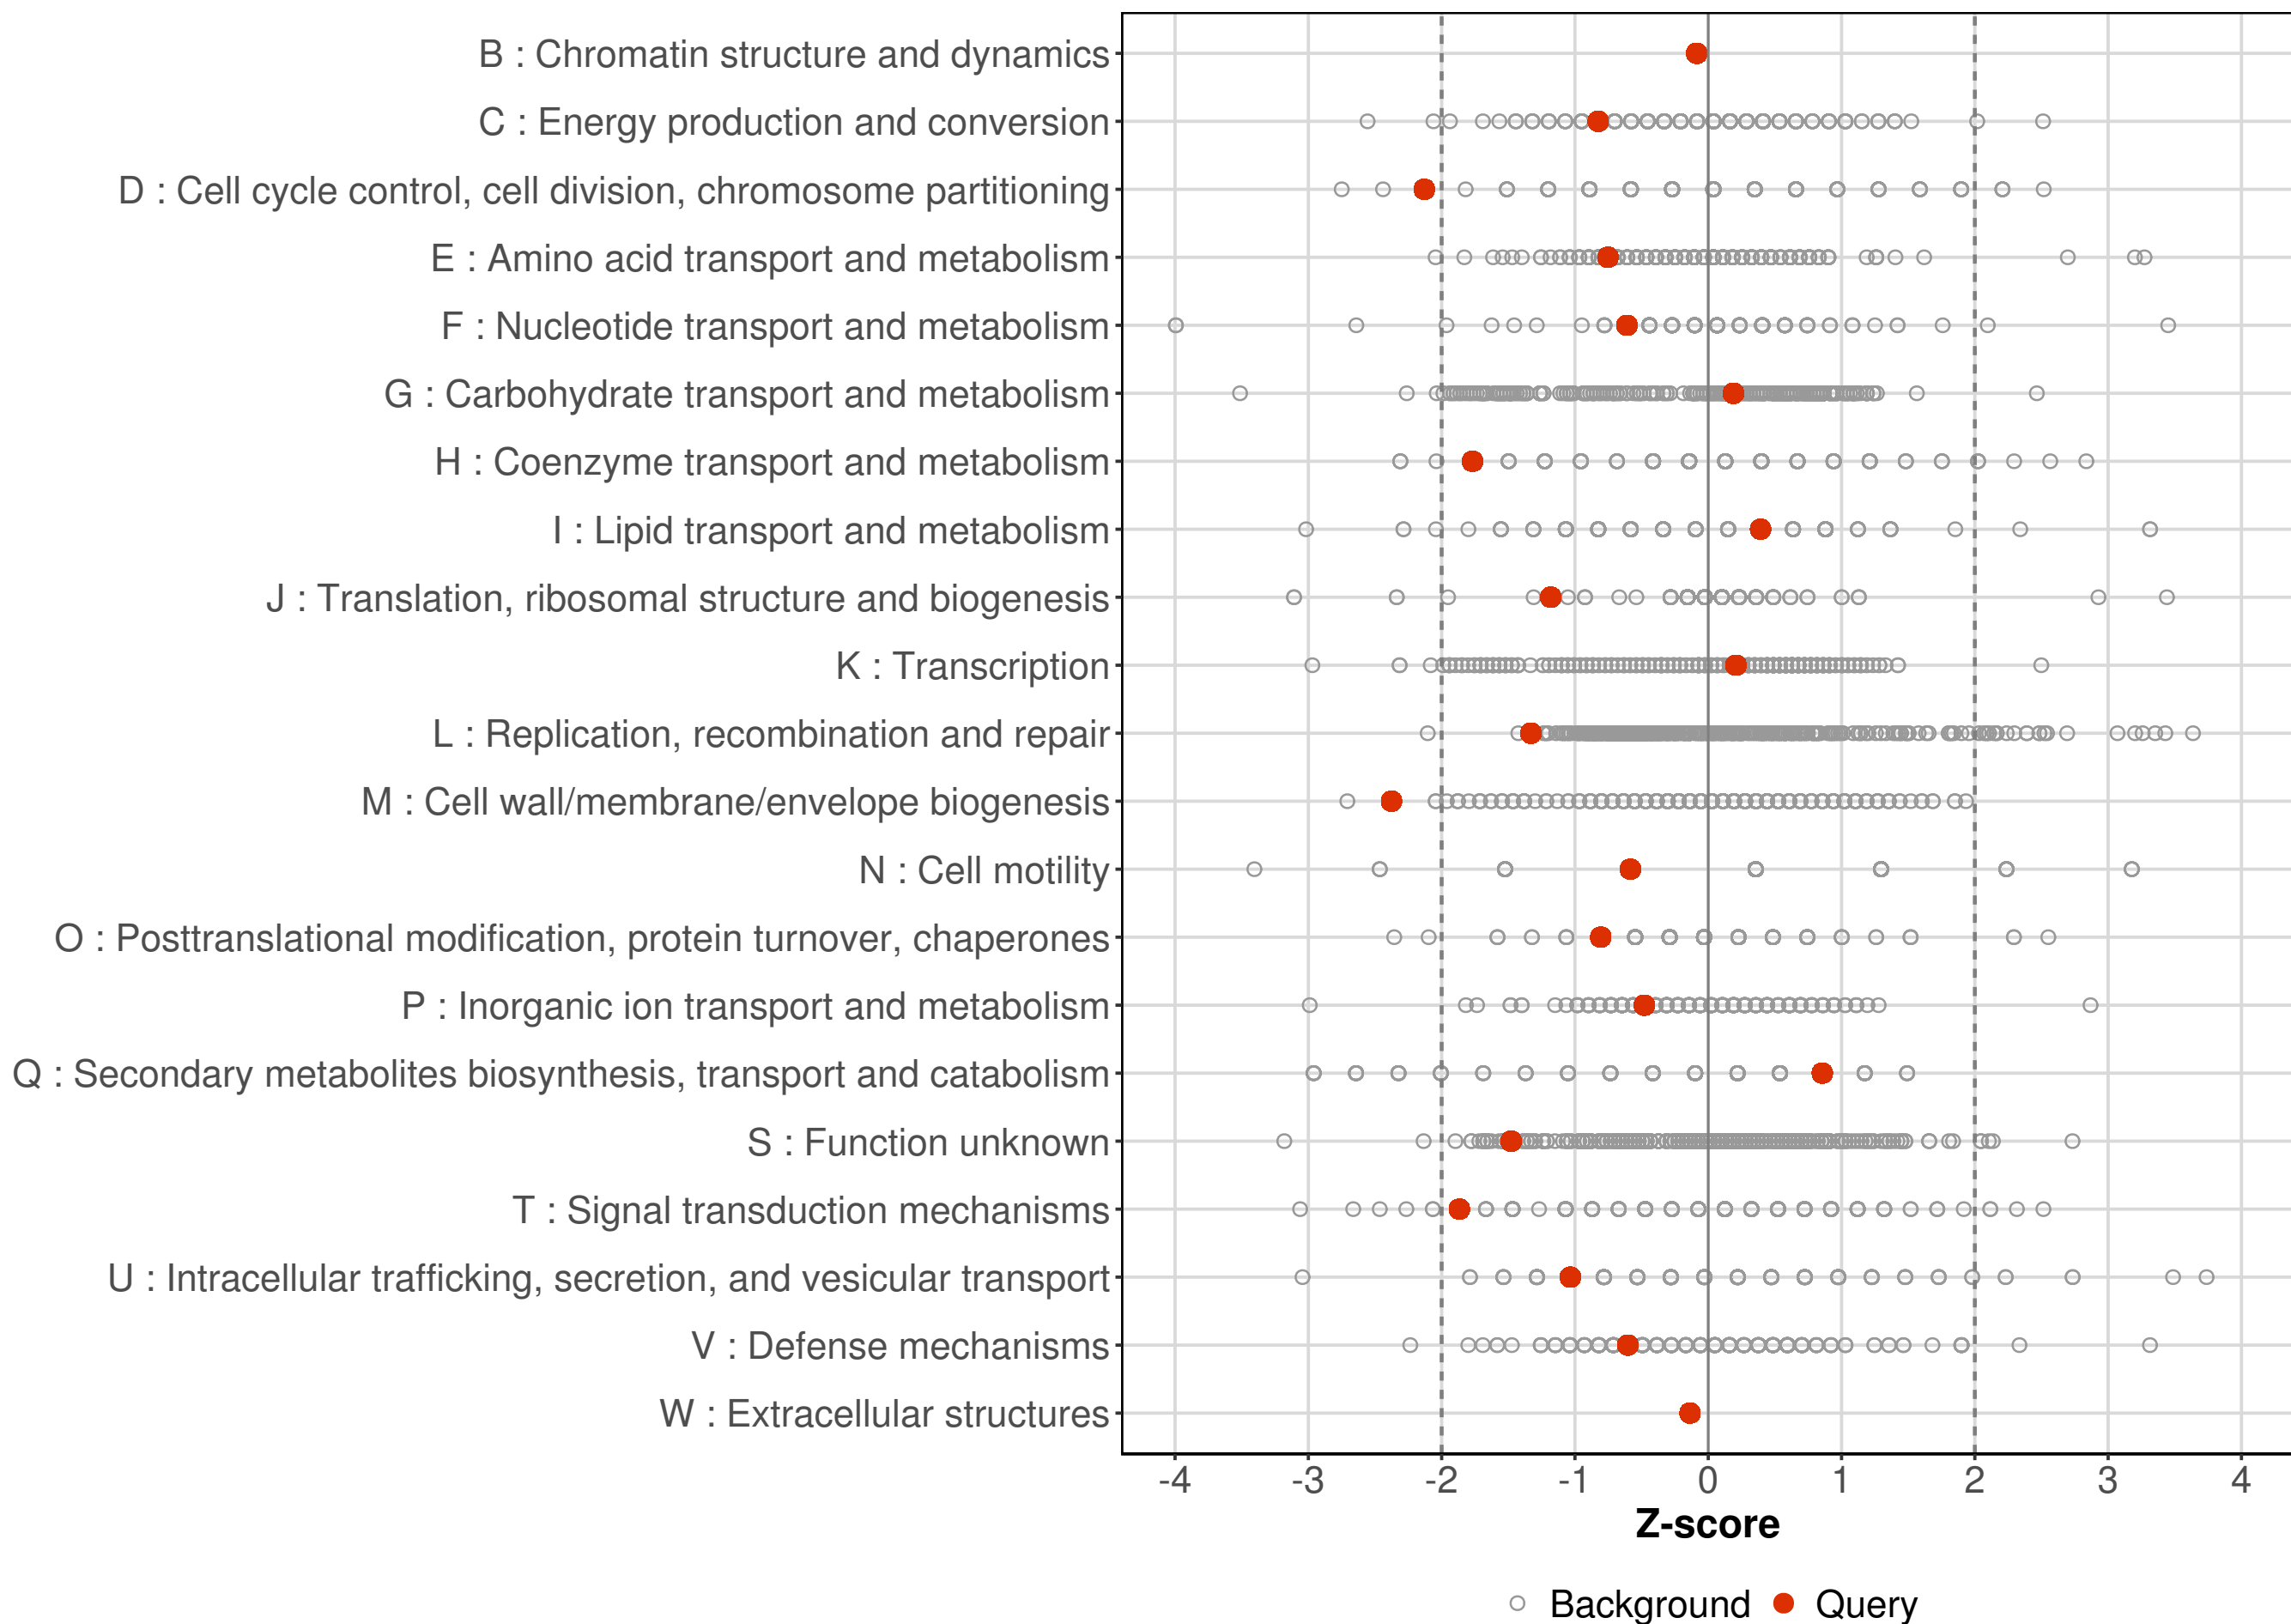 B : Chromatin structure and dynamics
C : Energy production and conversion
D : Cell cycle control, cell division, chromosome partitioning
E : Amino acid transport and metabolism
F : Nucleotide transport and metabolism
G : Carbohydrate transport and metabolism
H : Coenzyme transport and metabolism
I : Lipid transport and metabolism
J : Translation, ribosomal structure and biogenesis
K : Transcription
L : Replication, recombination and repair
M : Cell wall/membrane/envelope biogenesis
N : Cell motility
O : Posttranslational modification, protein turnover, chaperones
P : Inorganic ion transport and metabolism
Q : Secondary metabolites biosynthesis, transport and catabolism
S : Function unknown
T : Signal transduction mechanisms
U : Intracellular trafficking, secretion, and vesicular transport
V : Defense mechanisms
W : Extracellular structures
-4 -3 -2 -1 0 1 2 3 4
Z-score
Background Query